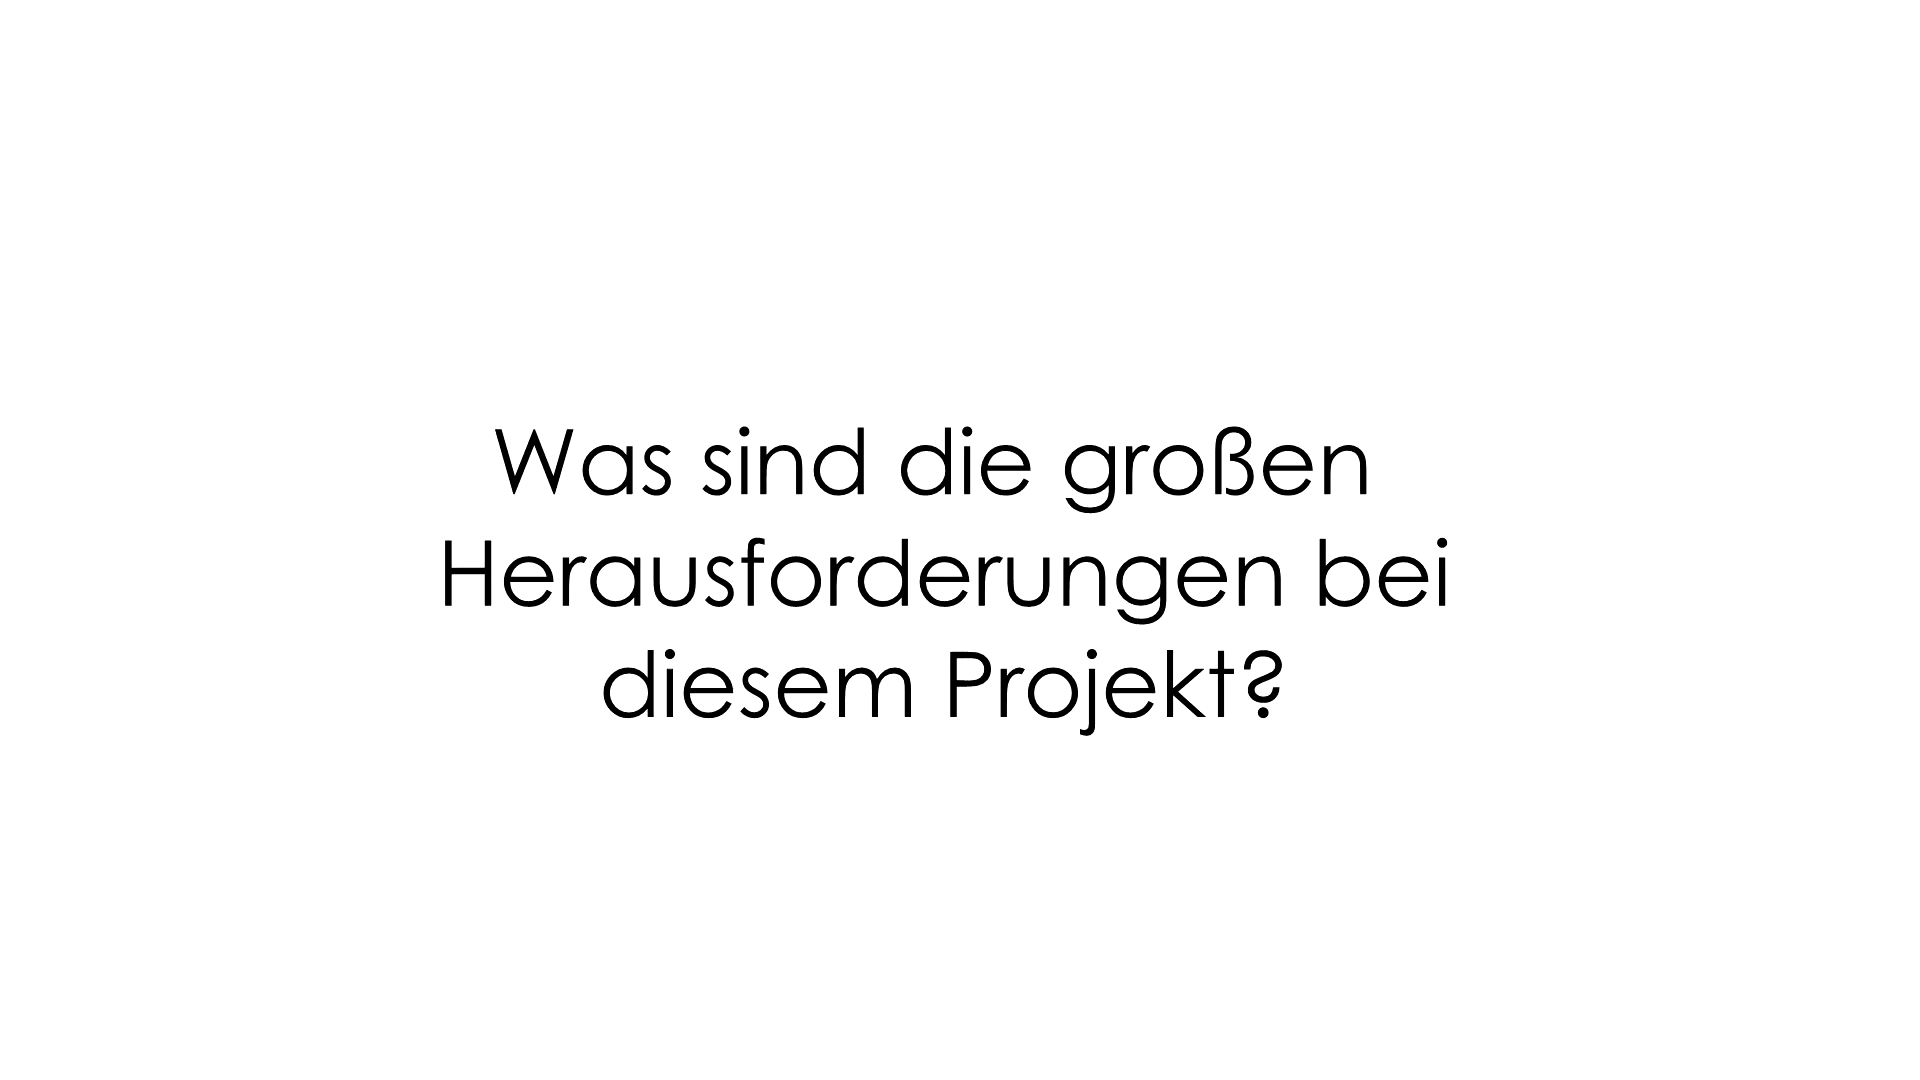 Was sind die großen
Herausforderungen bei
diesem Projekt?